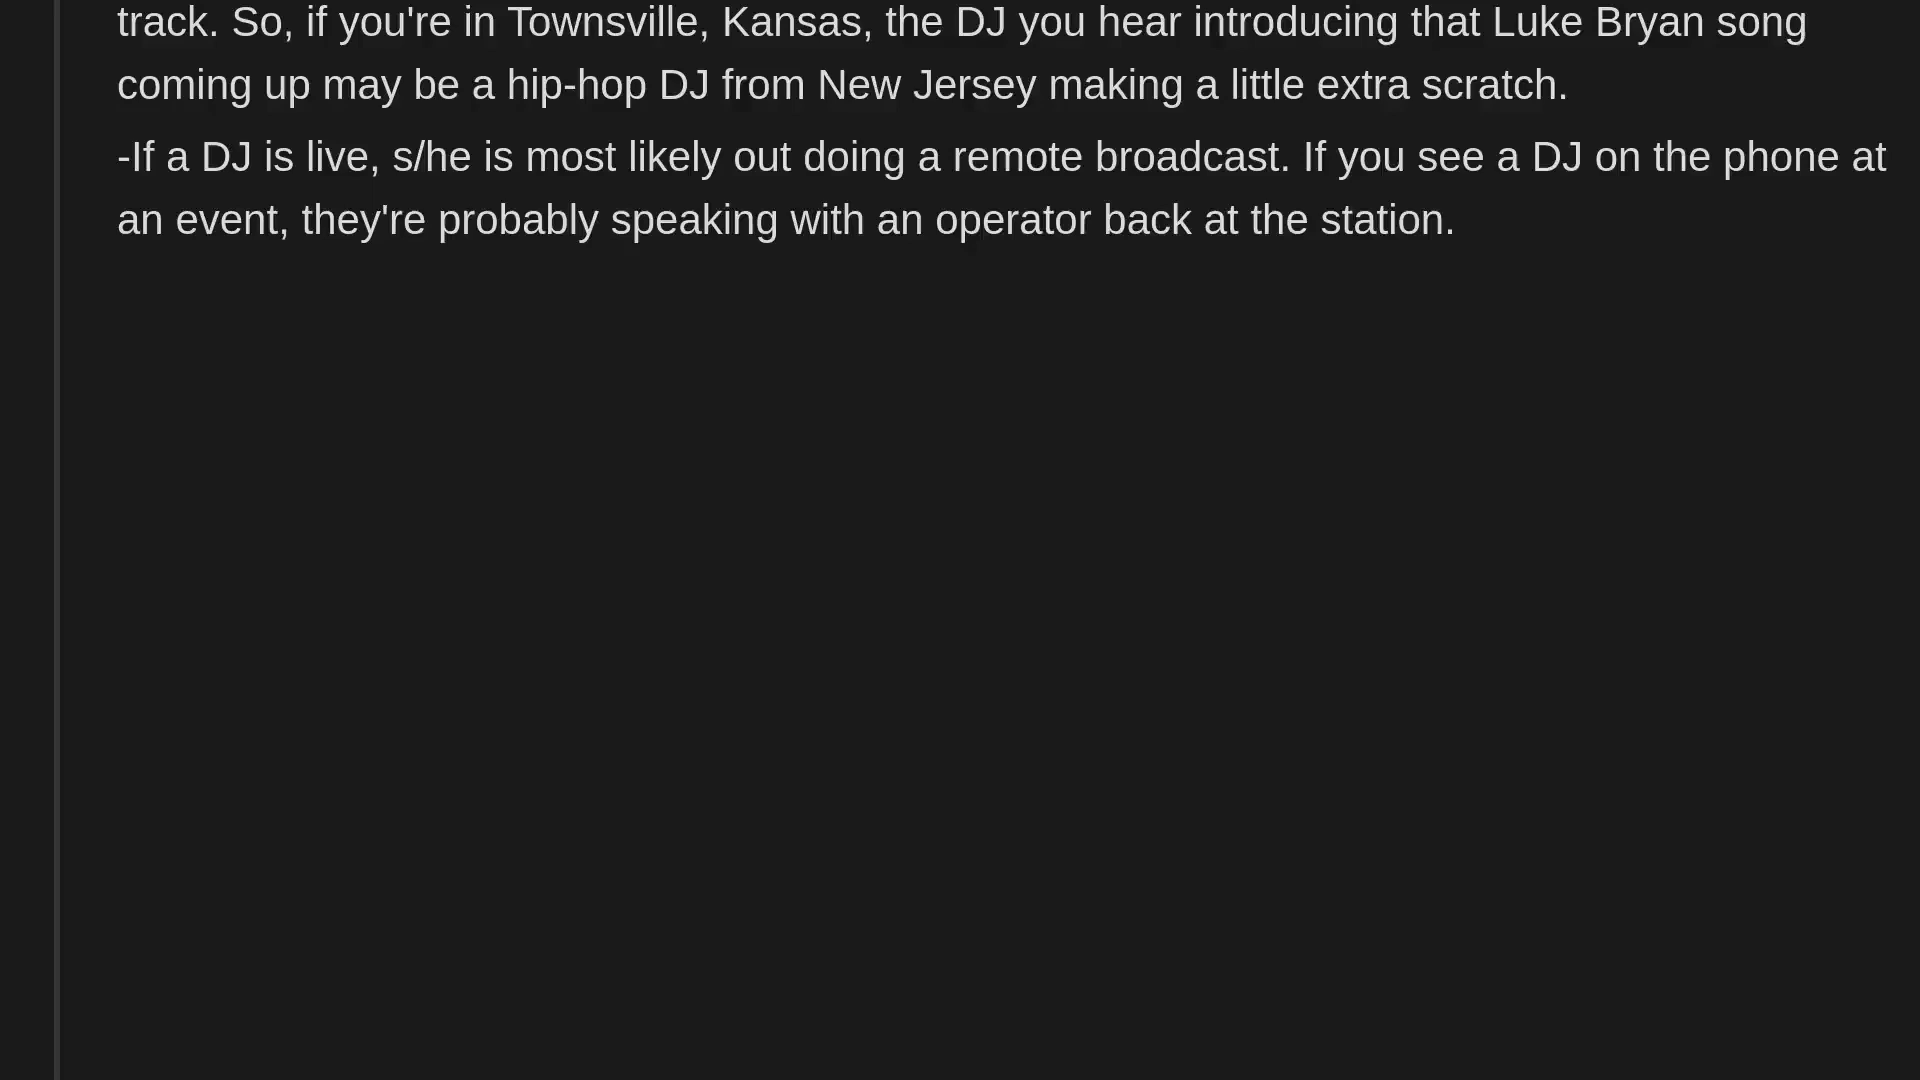 track. So, if you're in Townsville, Kansas, the DJ you hear introducing that Luke Bryan song
coming up may be a hip-hop DJ from New Jersey making a little extra scratch.
-If a DJ is live, s/he is most likely out doing a remote broadcast. If you see a DJ on the phone at
an event, they're probably speaking with an operator back at the station.